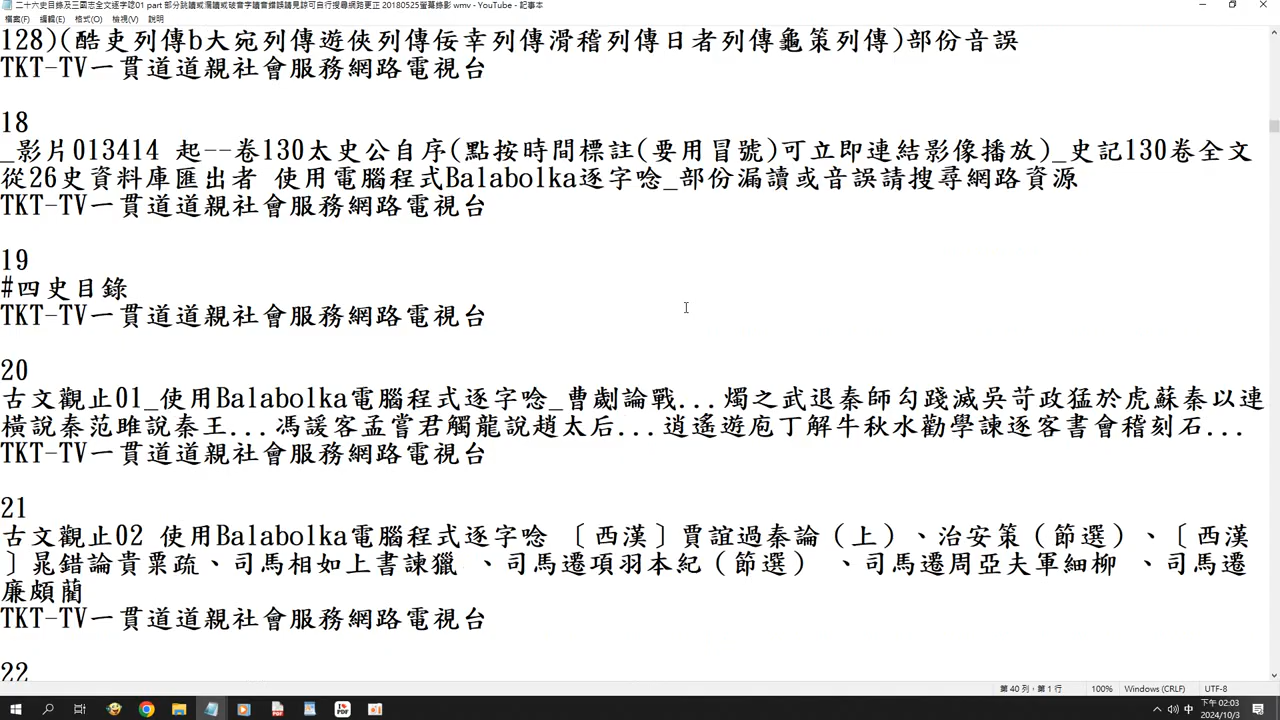 二十六史目錄及三國志全文逐字唸01 part 部分跳讀或漏讀或破音字讀音錯誤請見諒可自行搜尋網路更正 20180525螢幕錄影 wmv - YouTube - 記事本
檔案(F) 編輯(E) 格式(O) 檢視(V) 說明
128)(酷吏列傳b大宛列傳遊俠列傳佞幸列傳滑稽列傳日者列傳龜策列傳)部份音誤
TKT-TV一貫道道親社會服務網路電視台
18
_影片013414 起--卷130太史公自序(點按時間標註(要用冒號)可立即連結影像播放)_史記130卷全文
從26史資料庫匯出者 使用電腦程式Balabolka逐字唸_部份漏讀或音誤請搜尋網路資源
TKT-TV一貫道道親社會服務網路電視台
19
#四史目錄
TKT-TV一貫道道親社會服務網路電視台
20
古文觀止01_使用Balabolka電腦程式逐字唸_曹劌論戰...燭之武退秦師勾踐滅吳苛政猛於虎蘇秦以連
橫說秦范雎說秦王...馮諼客孟嘗君觸龍說趙太后...逍遙遊庖丁解牛秋水勸學諫逐客書會稽刻石...
TKT-TV一貫道道親社會服務網路電視台
21
古文觀止02 使用Balabolka電腦程式逐字唸 〔西漢〕賈誼過秦論（上）、治安策（節選）、〔西漢
〕晁錯論貴粟疏、司馬相如上書諫獵 、司馬遷項羽本紀（節選） 、司馬遷周亞夫軍細柳 、司馬遷
廉頗藺
TKT-TV一貫道道親社會服務網路電視台
22
第 40 列，第 1 行 100% Windows (CRLF) UTF-8
中 下午 02:03
2024/10/3